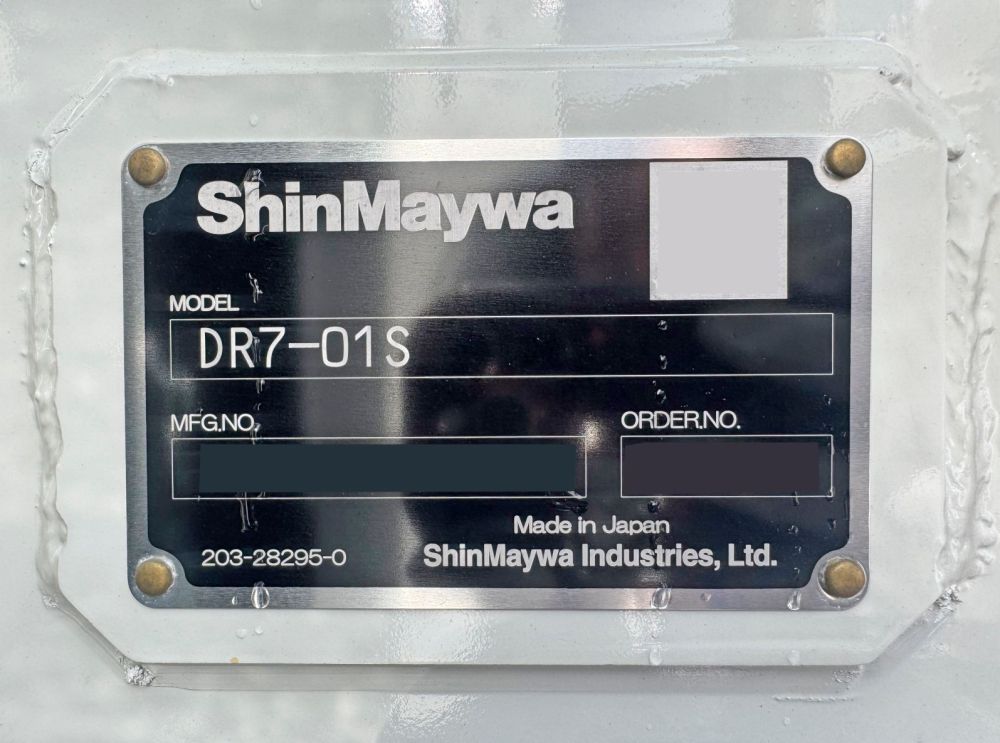 ShinMaywa
MODEL
DR7-01S
MFG.NO.
ORDER.NO.
Made in Japan
203-28295-0
ShinMaywa Industries, Ltd.